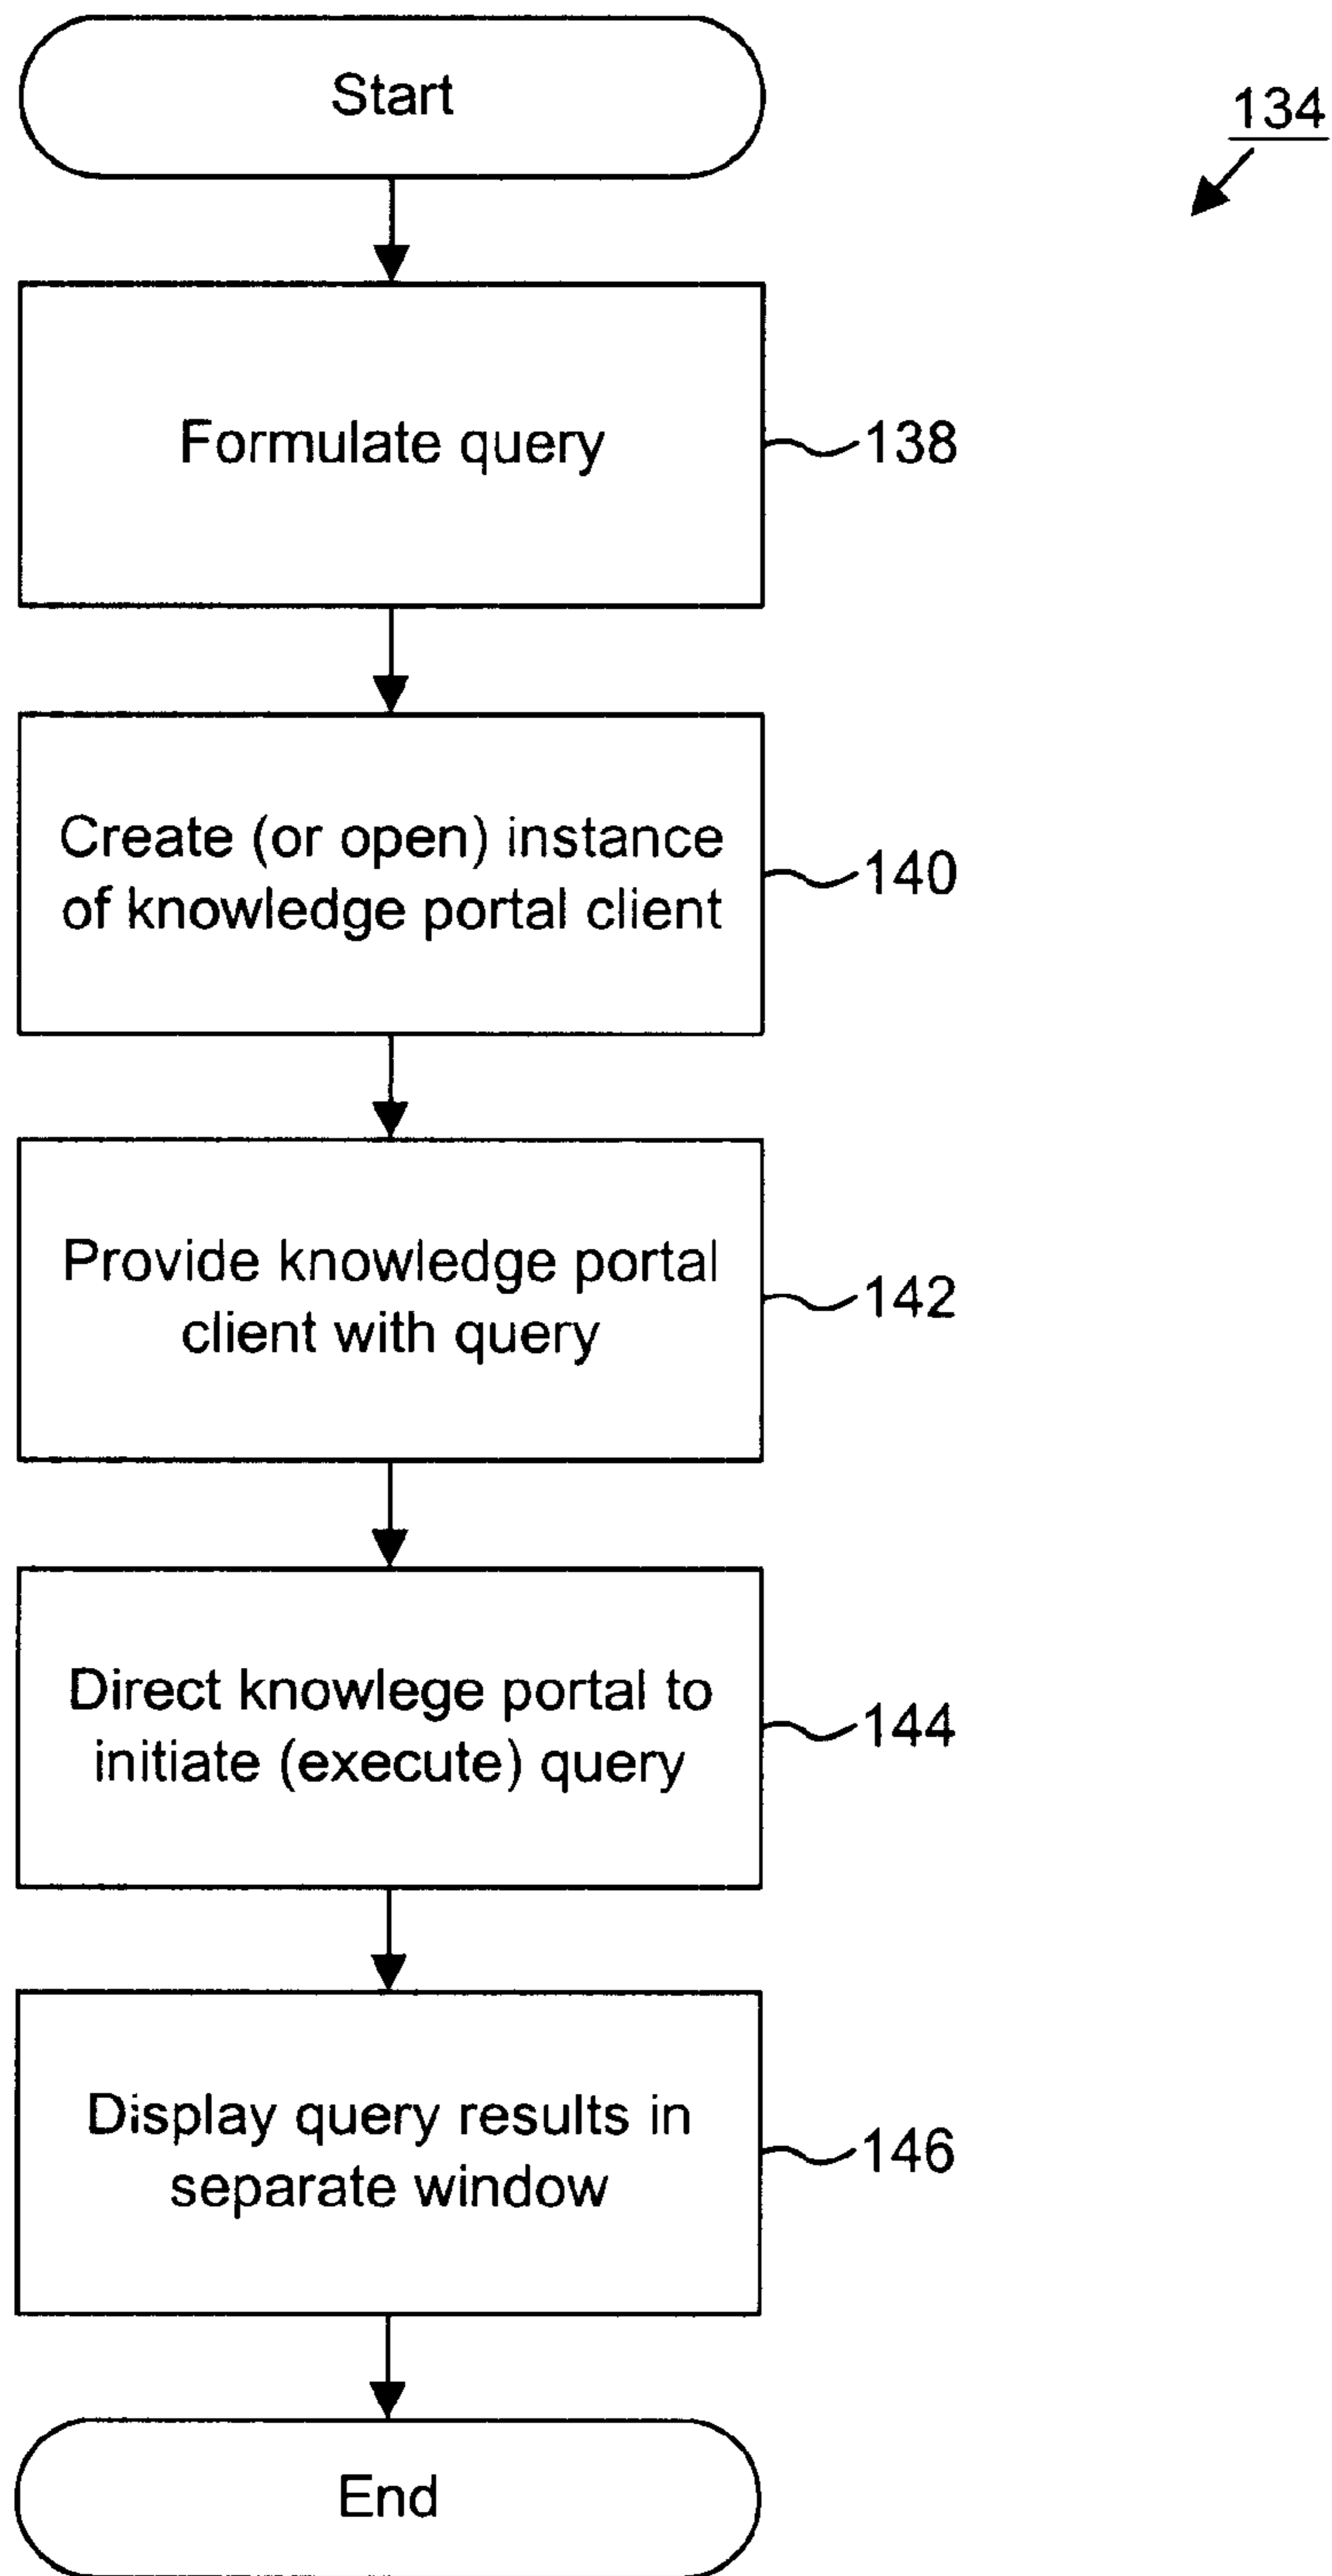 Start
134
Formulate query
138
Create (or open) instance
of knowledge portal client
140
Provide knowledge portal
client with query
142
Direct knowlege portal to
initiate (execute) query
144
Display query results in
separate window
146
End